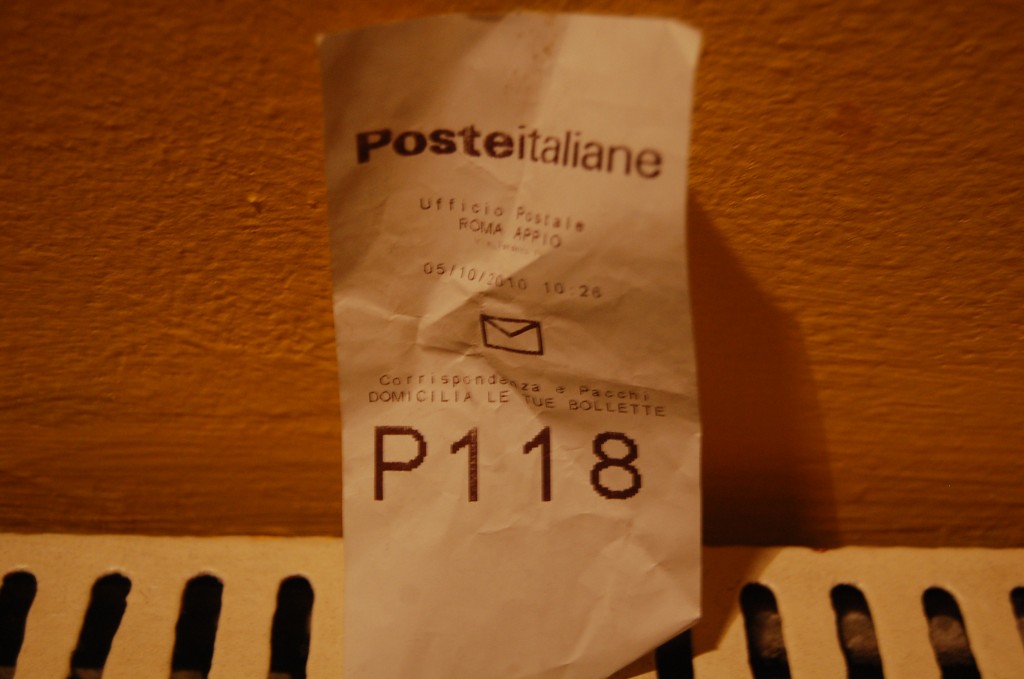 Posteitaliane
Ufficio Postale
ROMA APPIO
05/10/2010 10:26
Corrispondenza e Pacchi
DOMICILIA LE TUE BOLLETTE
P118